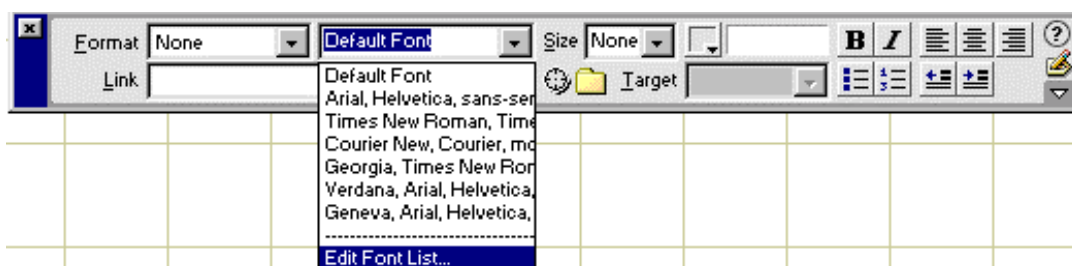 Format None Default Font Size None B I ?
Link Target
Default Font
Arial, Helvetica, sans-ser
Times New Roman, Time
Courier New, Courier, mo
Georgia, Times New Ror
Verdana, Arial, Helvetica,
Geneva, Arial, Helvetica,
--------------------------------
Edit Font List...